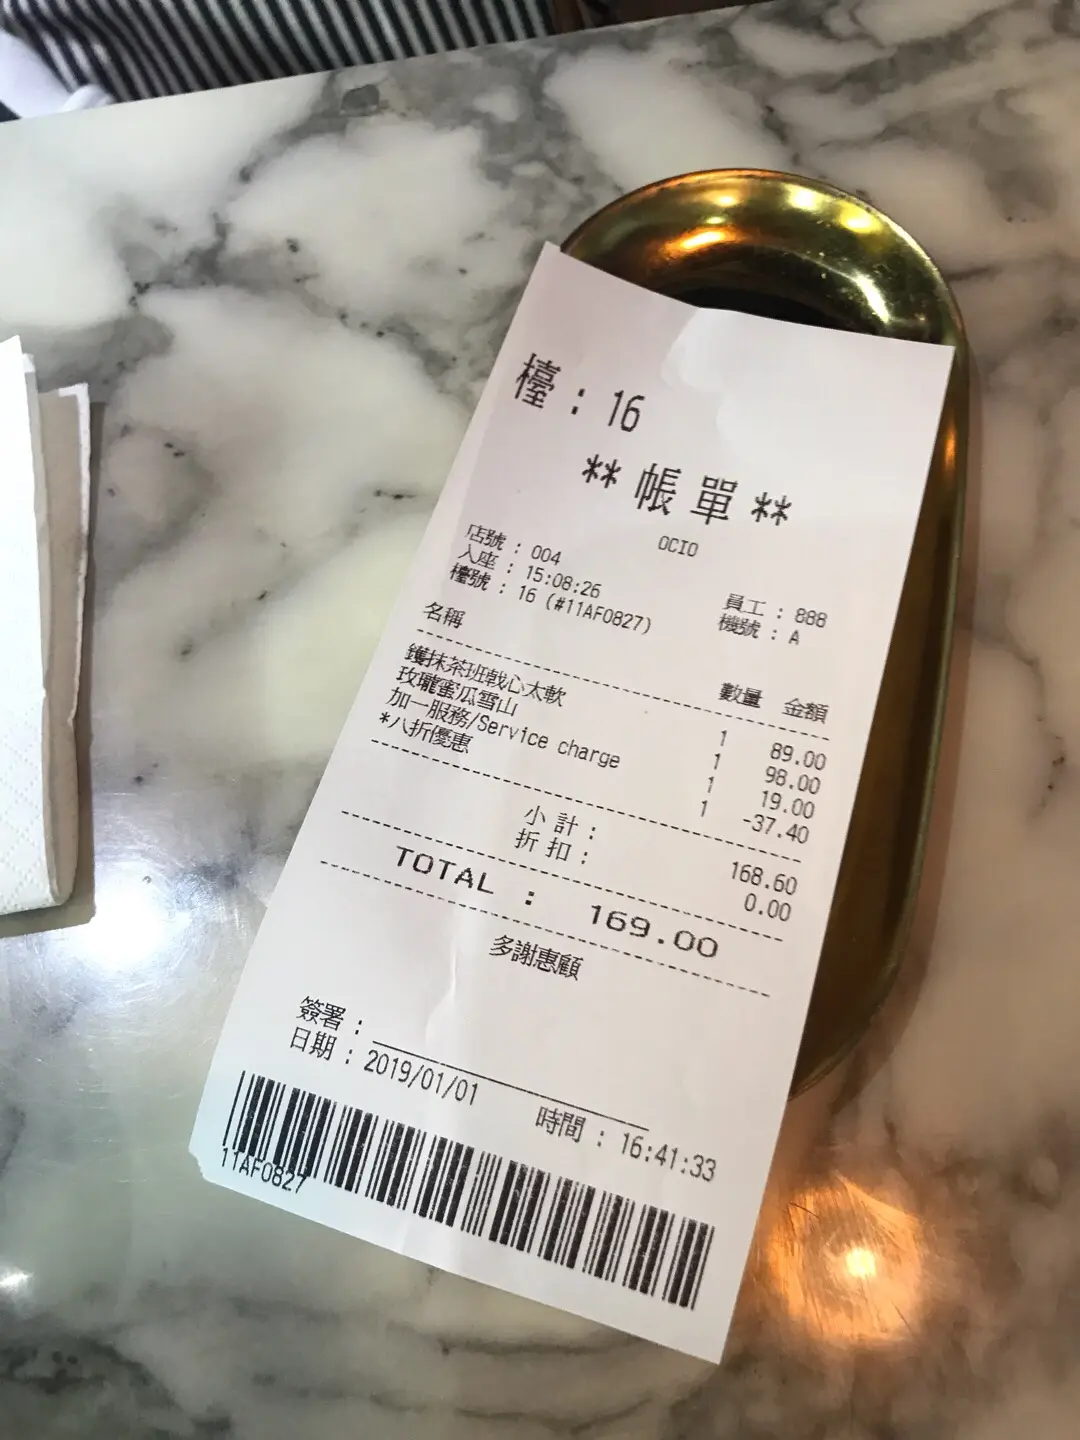 檯：16
**帳單**
OCIO
店號：004
入座：15:08:26
員工：888
檯號：16 (#11AF0827)
機號：A
名稱 數量 金額
鑊抹茶班戟心太軟 1 89.00
玫瓏蜜瓜雪山 1 98.00
加一服務/Service charge 1 19.00
*八折優惠 1 -37.40
小計： 168.60
折扣： 0.00
TOTAL : 169.00
多謝惠顧
簽署：
日期：2019/01/01 時間：16:41:33
11AF0827